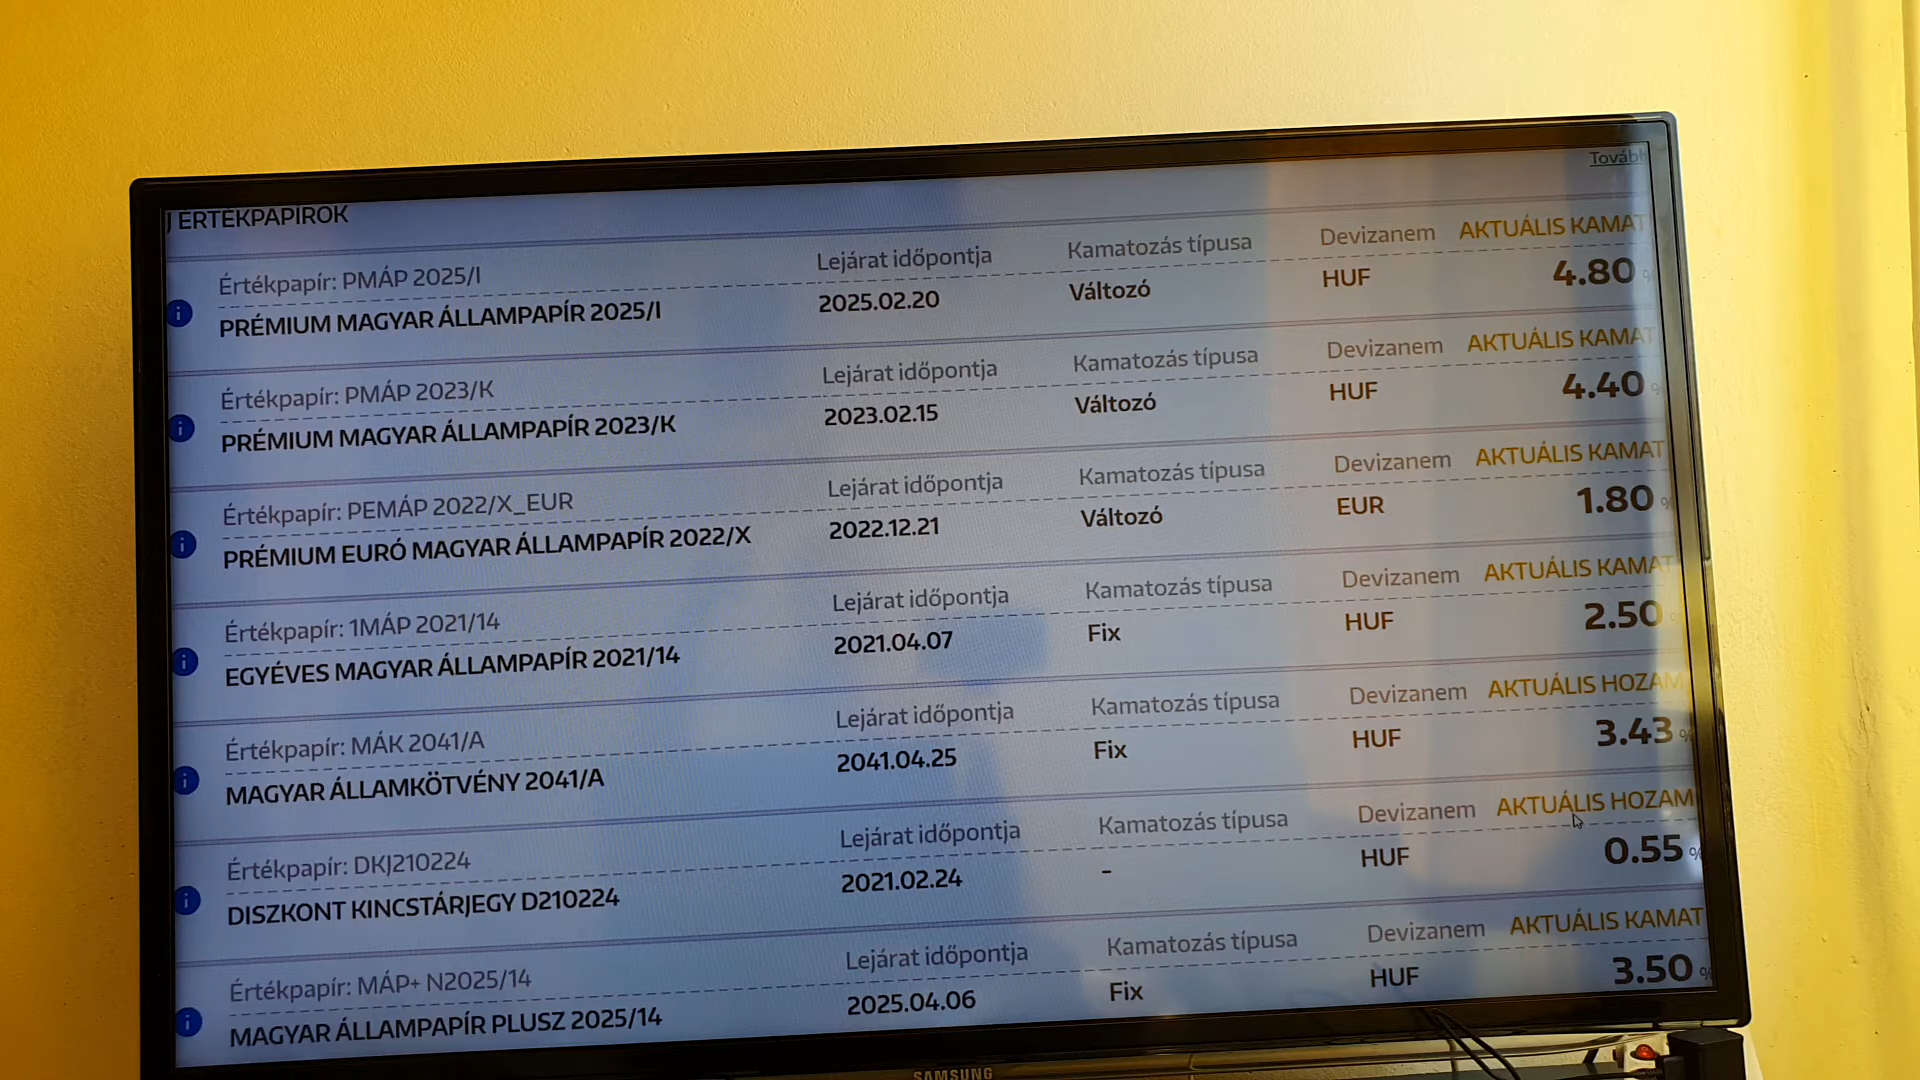 Tovább
J ÉRTÉKPAPÍROK
Értékpapír: PMÁP 2025/I Lejárat időpontja Kamatozás típusa Devizanem AKTUÁLIS KAMAT
PRÉMIUM MAGYAR ÁLLAMPAPÍR 2025/I 2025.02.20 Változó HUF 4.80 %
Értékpapír: PMÁP 2023/K Lejárat időpontja Kamatozás típusa Devizanem AKTUÁLIS KAMAT
PRÉMIUM MAGYAR ÁLLAMPAPÍR 2023/K 2023.02.15 Változó HUF 4.40 %
Értékpapír: PEMÁP 2022/X_EUR Lejárat időpontja Kamatozás típusa Devizanem AKTUÁLIS KAMAT
PRÉMIUM EURÓ MAGYAR ÁLLAMPAPÍR 2022/X 2022.12.21 Változó EUR 1.80 %
Értékpapír: 1MÁP 2021/14 Lejárat időpontja Kamatozás típusa Devizanem AKTUÁLIS KAMAT
EGYÉVES MAGYAR ÁLLAMPAPÍR 2021/14 2021.04.07 Fix HUF 2.50
Értékpapír: MÁK 2041/A Lejárat időpontja Kamatozás típusa Devizanem AKTUÁLIS HOZAM
MAGYAR ÁLLAMKÖTVÉNY 2041/A 2041.04.25 Fix HUF 3.43 %
Értékpapír: DKJ210224 Lejárat időpontja Kamatozás típusa Devizanem AKTUÁLIS HOZAM
DISZKONT KINCSTÁRJEGY D210224 2021.02.24 - HUF 0.55 %
Értékpapír: MÁP+ N2025/14 Lejárat időpontja Kamatozás típusa Devizanem AKTUÁLIS KAMAT
MAGYAR ÁLLAMPAPÍR PLUSZ 2025/14 2025.04.06 Fix HUF 3.50 %
SAMSUNG